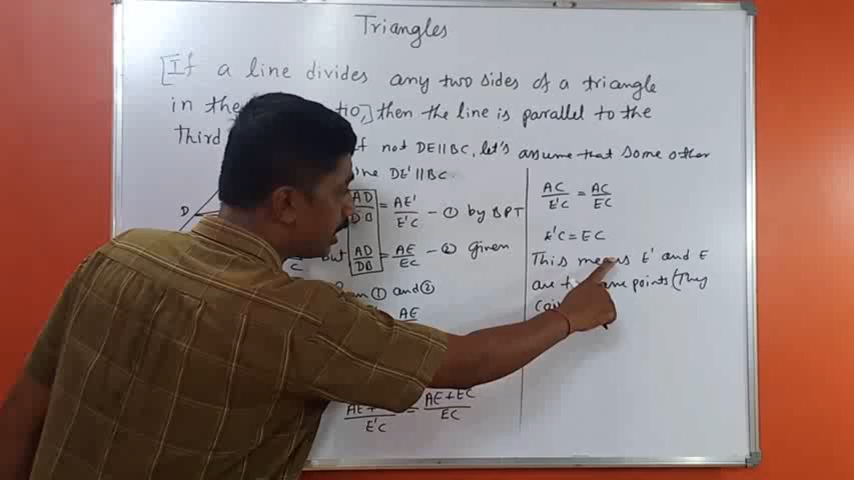 Triangles
[If a line divides any two sides of a triangle
in the tio,] then the line is parallel to the
Third f not DE||BC, let's assume that some other
ine DE'||BC.
D
AD/DB = AE'/E'C - ① by BPT
C but AD/DB = AE/EC - ② Given
① and ②
AE
AE+ /E'C = AE+EC/EC
AC/E'C = AC/EC
E'C = EC
This means E' and E
are points (They